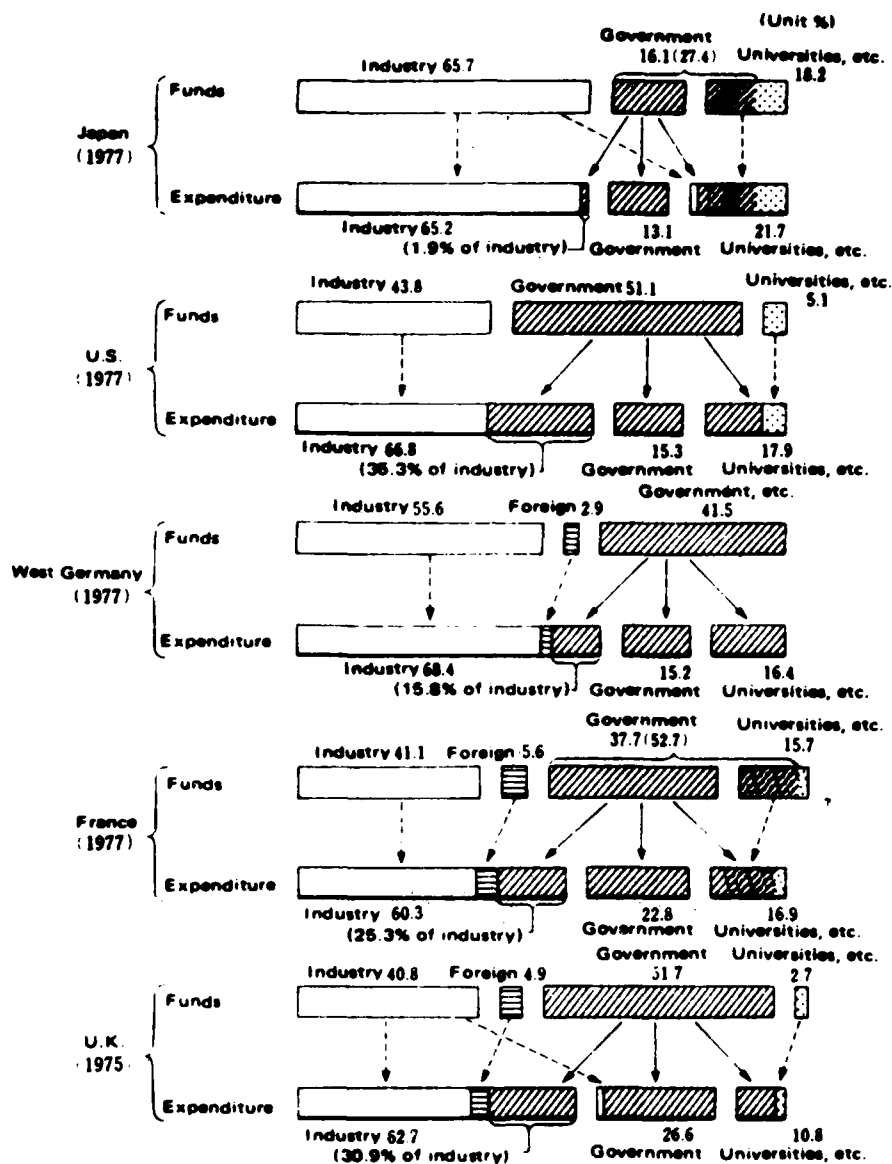 (Unit %)
Government
16.1(27.4)
Universities, etc.
18.2
Industry 65.7
Funds
Japan
(1977)
Expenditure
Industry 65.2
(1.9% of industry)
13.1
Government
21.7
Universities, etc.
Industry 43.8
Government 51.1
Universities, etc.
5.1
Funds
U.S.
(1977)
Expenditure
Industry 66.8
(35.3% of industry)
15.3
Government
17.9
Universities, etc.
Industry 55.6
Foreign 2.9
Government, etc.
41.5
Funds
West Germany
(1977)
Expenditure
Industry 68.4
(15.8% of industry)
15.2
Government
16.4
Universities, etc.
Government
37.7(52.7)
Universities, etc.
15.7
Industry 41.1
Foreign 5.6
Funds
France
(1977)
Expenditure
Industry 60.3
(25.3% of industry)
22.8
Government
16.9
Universities, etc.
Industry 40.8
Foreign 4.9
Government
51.7
Universities, etc.
2.7
Funds
U.K.
1975
Expenditure
Industry 62.7
(30.9% of industry)
26.6
Government
10.8
Universities, etc.